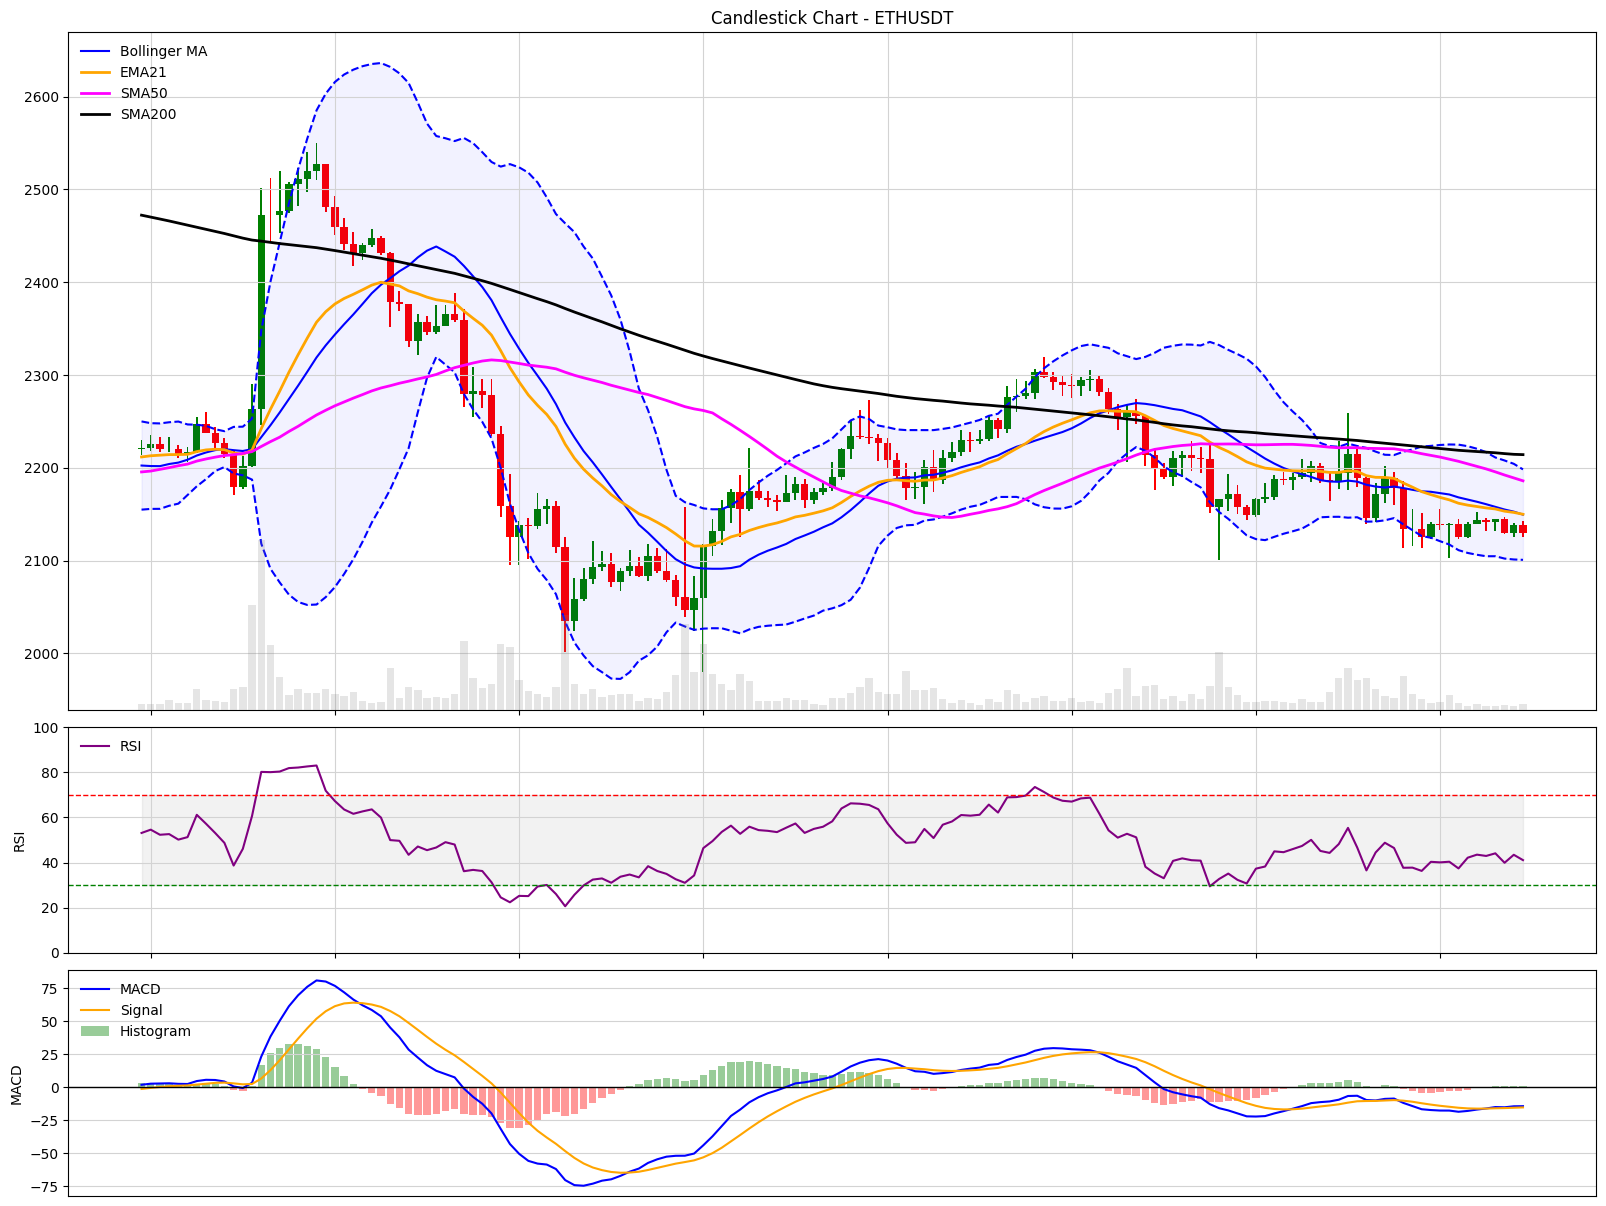 Candlestick Chart - ETHUSDT
Bollinger MA
EMA21
SMA50
SMA200
2600
2500
2400
2300
2200
2100
2000
RSI
100
80
60
40
20
0
RSI
MACD
Signal
Histogram
75
50
25
0
−25
−50
−75
MACD